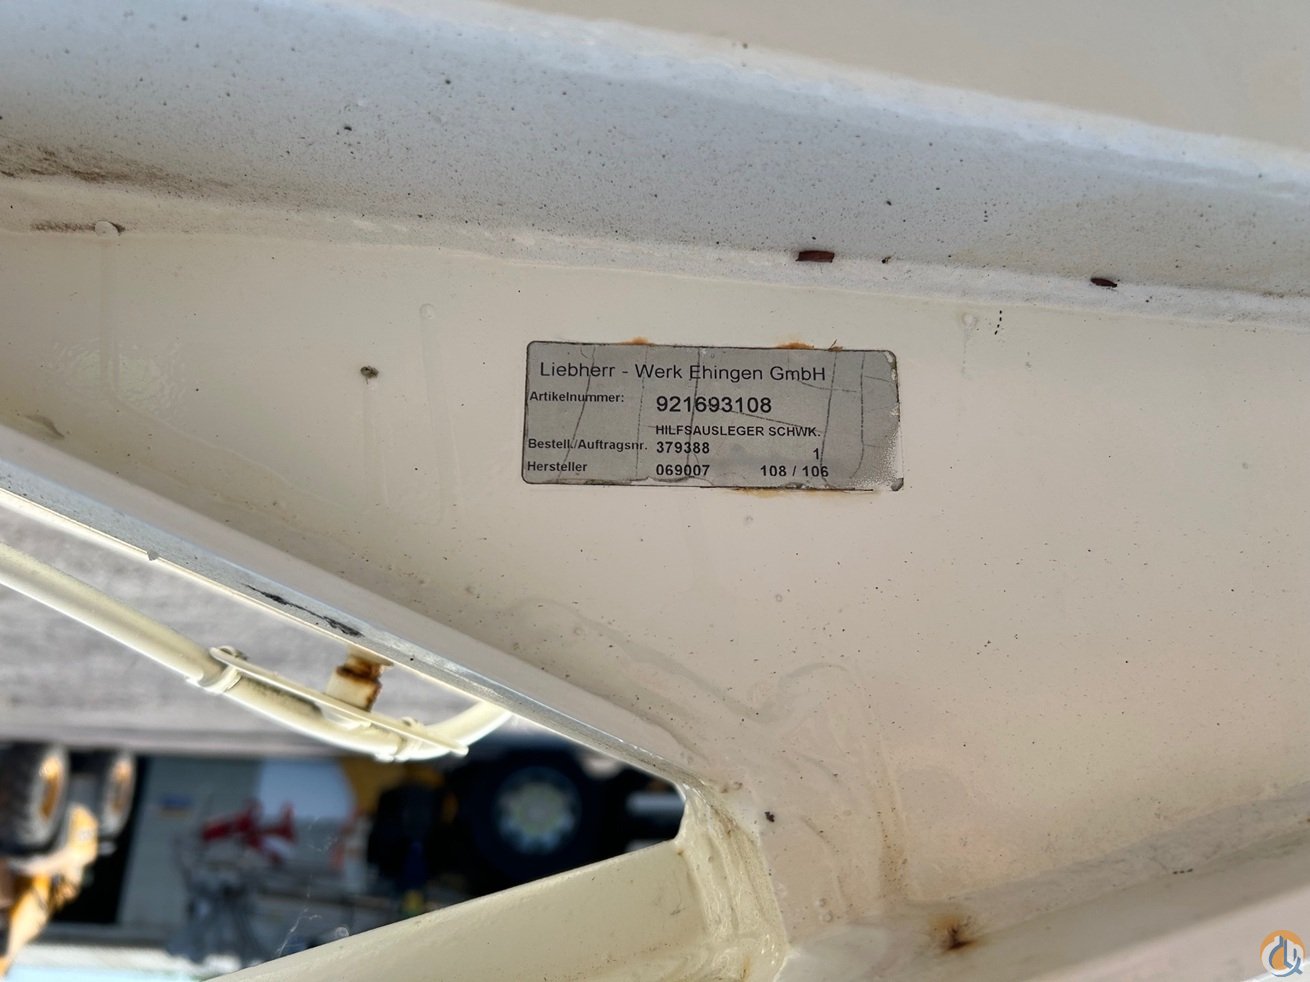 Liebherr - Werk Ehingen GmbH
Artikelnummer: 921693108
HILFSAUSLEGER SCHWK.
Bestell./Auftragsnr. 379388 1
Hersteller 069007 108 / 106